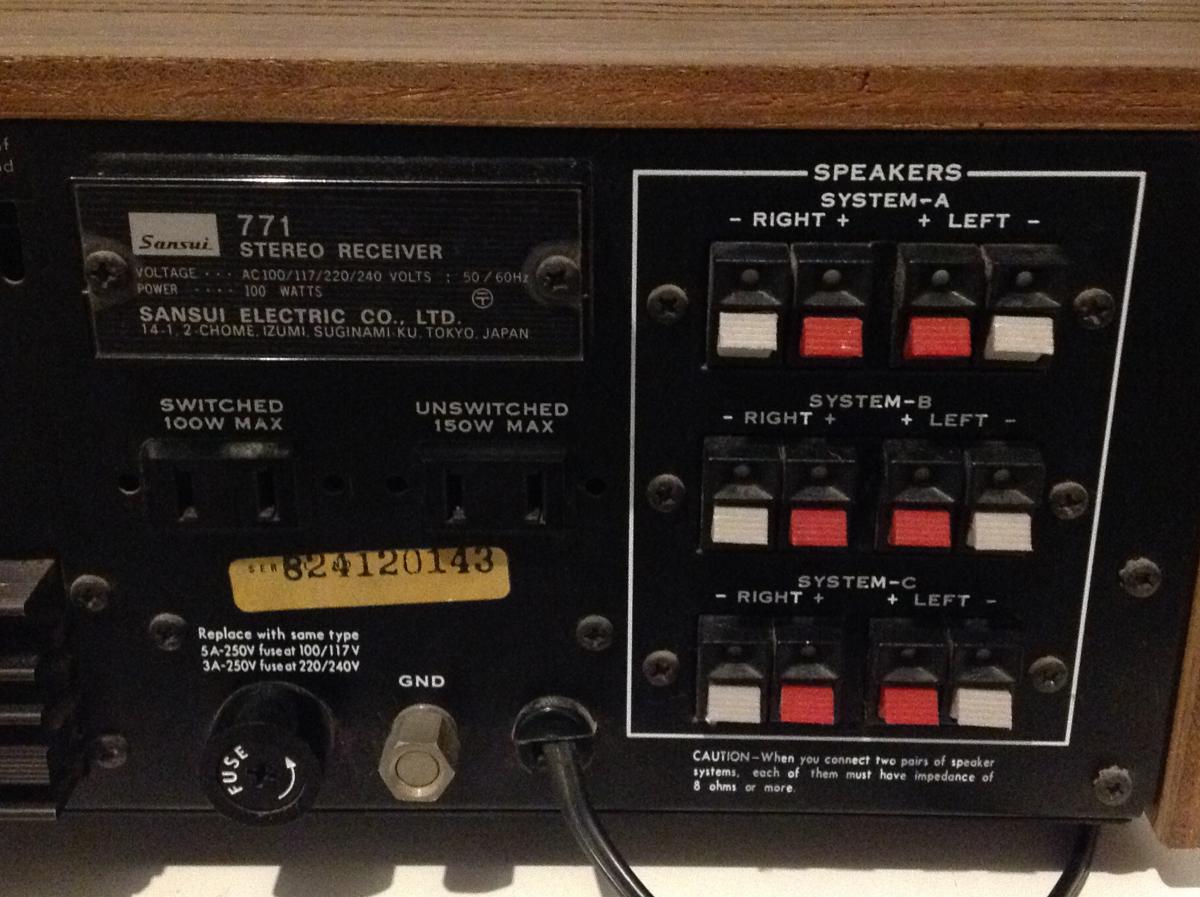 Sansui
771
STEREO RECEIVER
VOLTAGE · · · AC100/117/220/240 VOLTS ; 50/60Hz
POWER · · · · 100 WATTS
SANSUI ELECTRIC CO., LTD.
14-1, 2-CHOME, IZUMI, SUGINAMI-KU, TOKYO, JAPAN
SWITCHED
100W MAX
UNSWITCHED
150W MAX
SER 824120143
Replace with same type
5A-250V fuse at 100/117V
3A-250V fuse at 220/240V
FUSE
GND
SPEAKERS
SYSTEM-A
- RIGHT + + LEFT -
SYSTEM-B
- RIGHT + + LEFT -
SYSTEM-C
- RIGHT + + LEFT -
CAUTION-When you connect two pairs of speaker
systems, each of them must have impedance of
8 ohms or more.